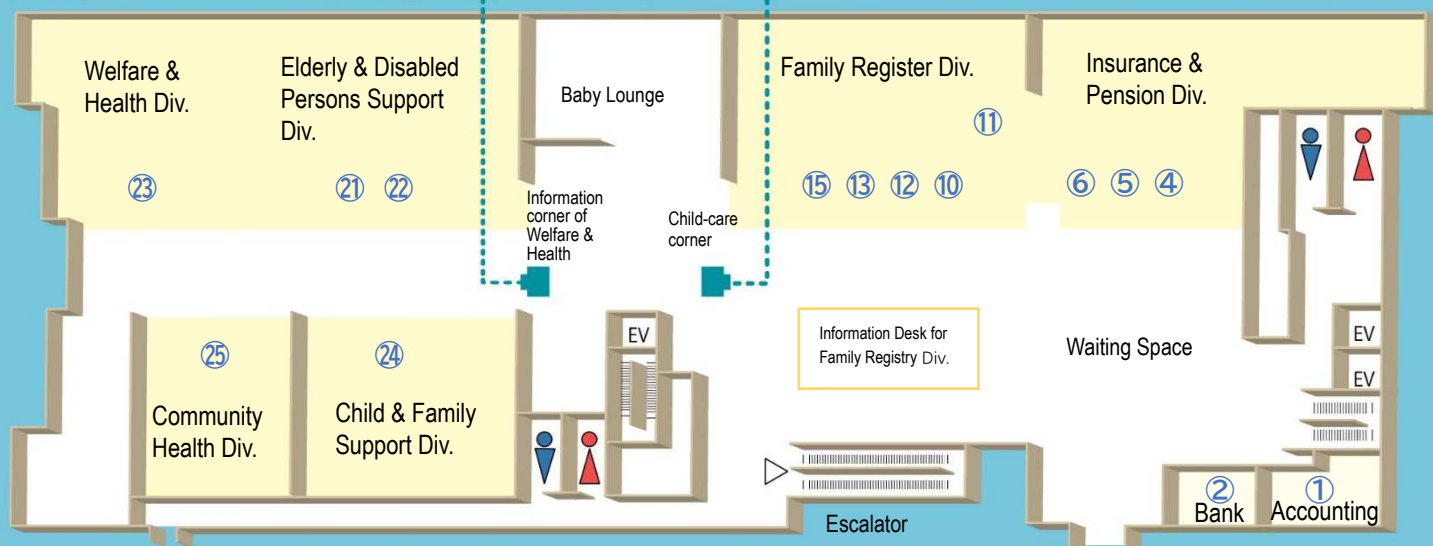 Welfare &
Health Div.
㉓
Elderly & Disabled
Persons Support
Div.
㉑ ㉒
Baby Lounge
Information
corner of
Welfare &
Health
Child-care
corner
Family Register Div.
⑪
⑮ ⑬ ⑫ ⑩
Insurance &
Pension Div.
⑥ ⑤ ④
㉕
Community
Health Div.
㉔
Child & Family
Support Div.
EV
Information Desk for
Family Registry Div.
Waiting Space
EV
EV
Escalator
②
Bank
①
Accounting